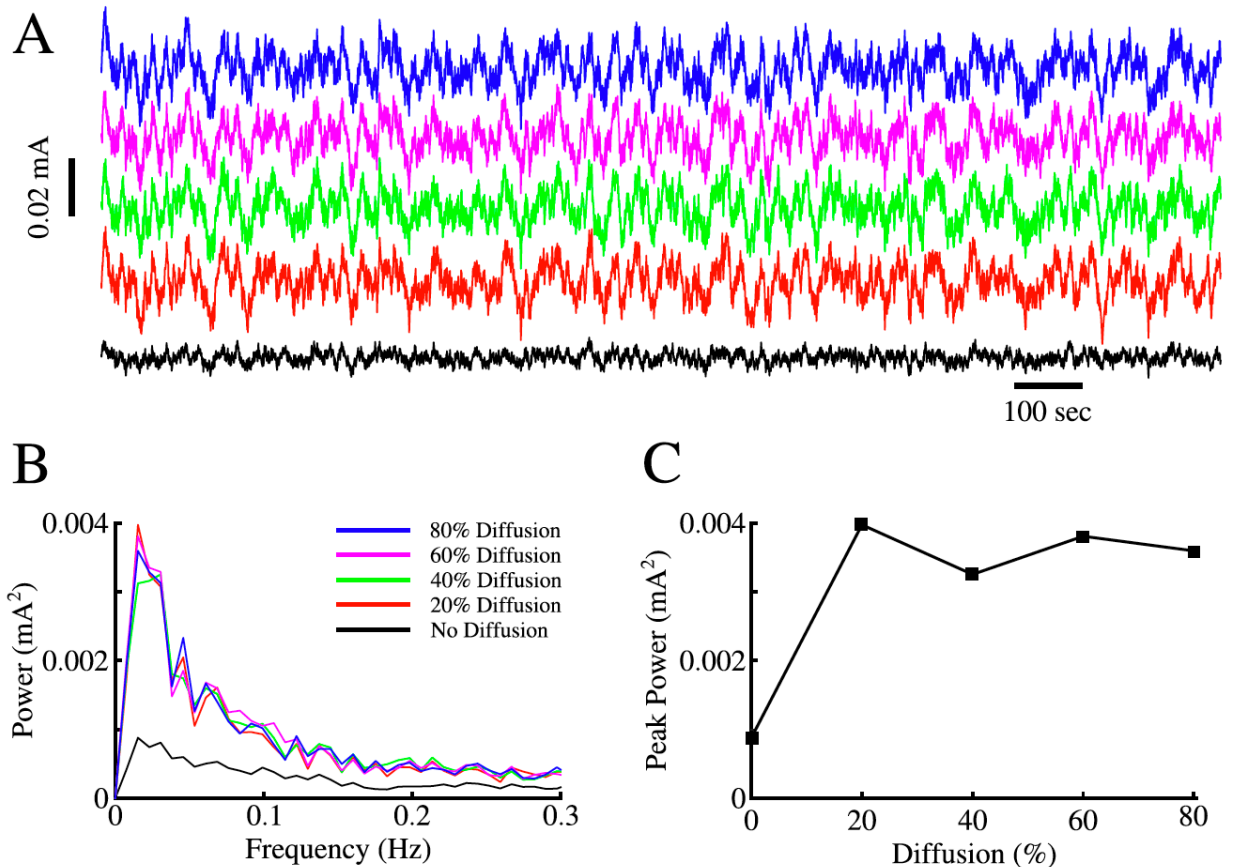 A
0.02 mA
100 sec
B
0.004
0.002
0
Power (mA²)
0
0.1
0.2
0.3
Frequency (Hz)
80% Diffusion
60% Diffusion
40% Diffusion
20% Diffusion
No Diffusion
C
0.004
0.002
0
Peak Power (mA²)
0
20
40
60
80
Diffusion (%)